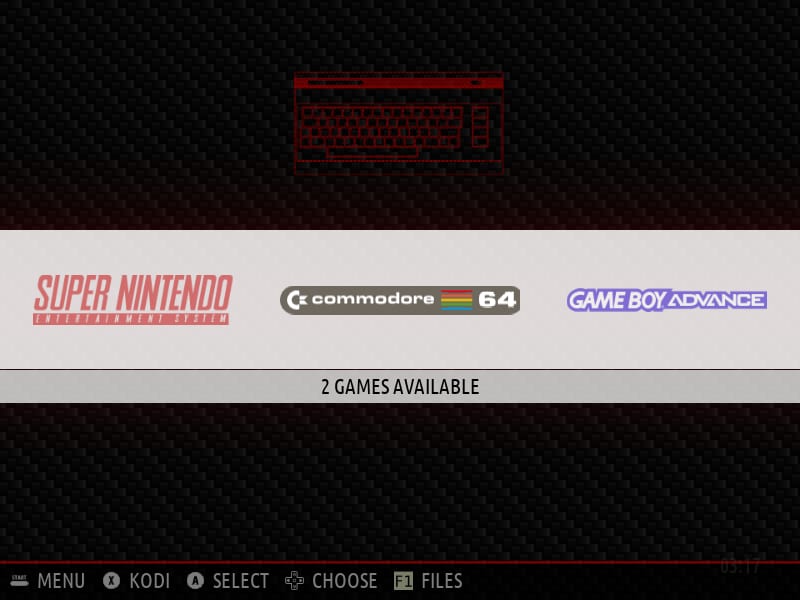 SUPER NINTENDO
ENTERTAINMENT SYSTEM
commodore 64
GAME BOY ADVANCE
2 GAMES AVAILABLE
03:17
START MENU X KODI A SELECT CHOOSE F1 FILES